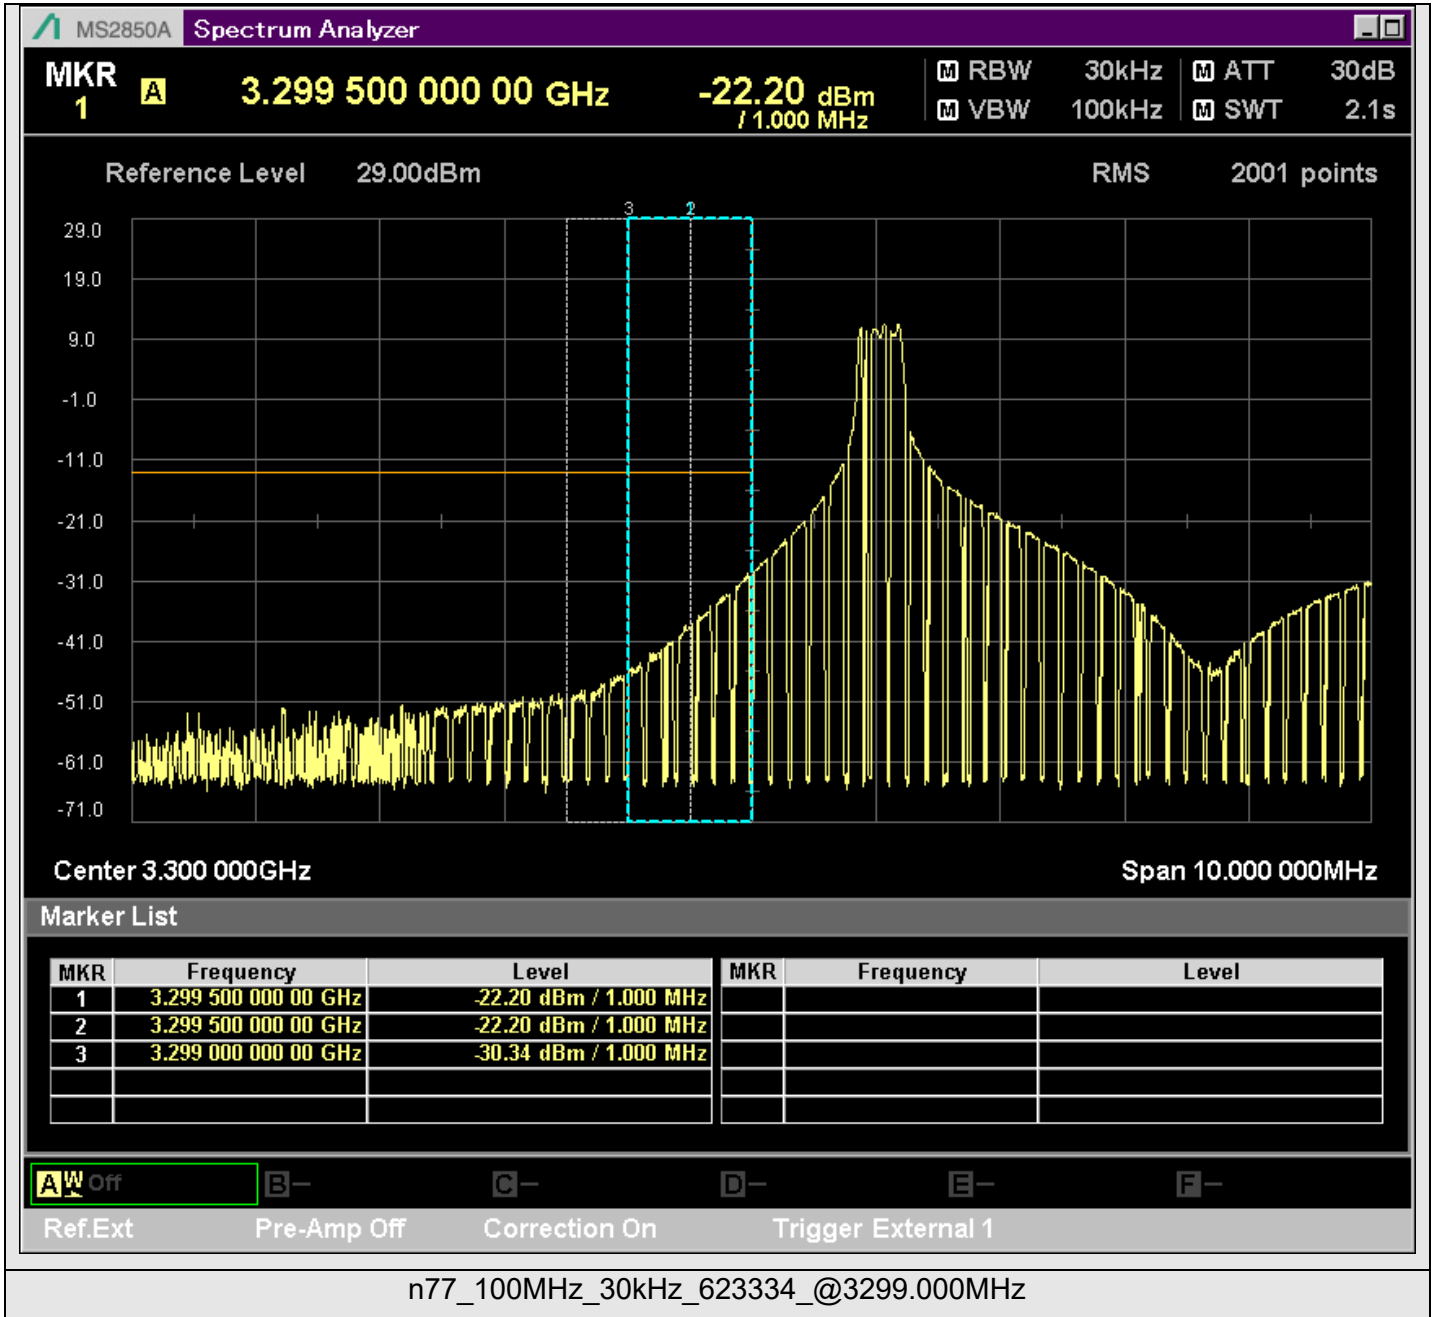 MS2850A Spectrum Analyzer
MKR 1 A 3.299 500 000 00 GHz -22.20 dBm / 1.000 MHz
M RBW 30kHz M ATT 30dB
M VBW 100kHz M SWT 2.1s
Reference Level 29.00dBm RMS 2001 points
3 2
29.0
19.0
9.0
-1.0
-11.0
-21.0
-31.0
-41.0
-51.0
-61.0
-71.0
Center 3.300 000GHz Span 10.000 000MHz
Marker List
MKR Frequency Level MKR Frequency Level
1 3.299 500 000 00 GHz -22.20 dBm / 1.000 MHz
2 3.299 500 000 00 GHz -22.20 dBm / 1.000 MHz
3 3.299 000 000 00 GHz -30.34 dBm / 1.000 MHz
A W Off B- C- D- E- F-
Ref.Ext Pre-Amp Off Correction On Trigger External 1
n77_100MHz_30kHz_623334_@3299.000MHz